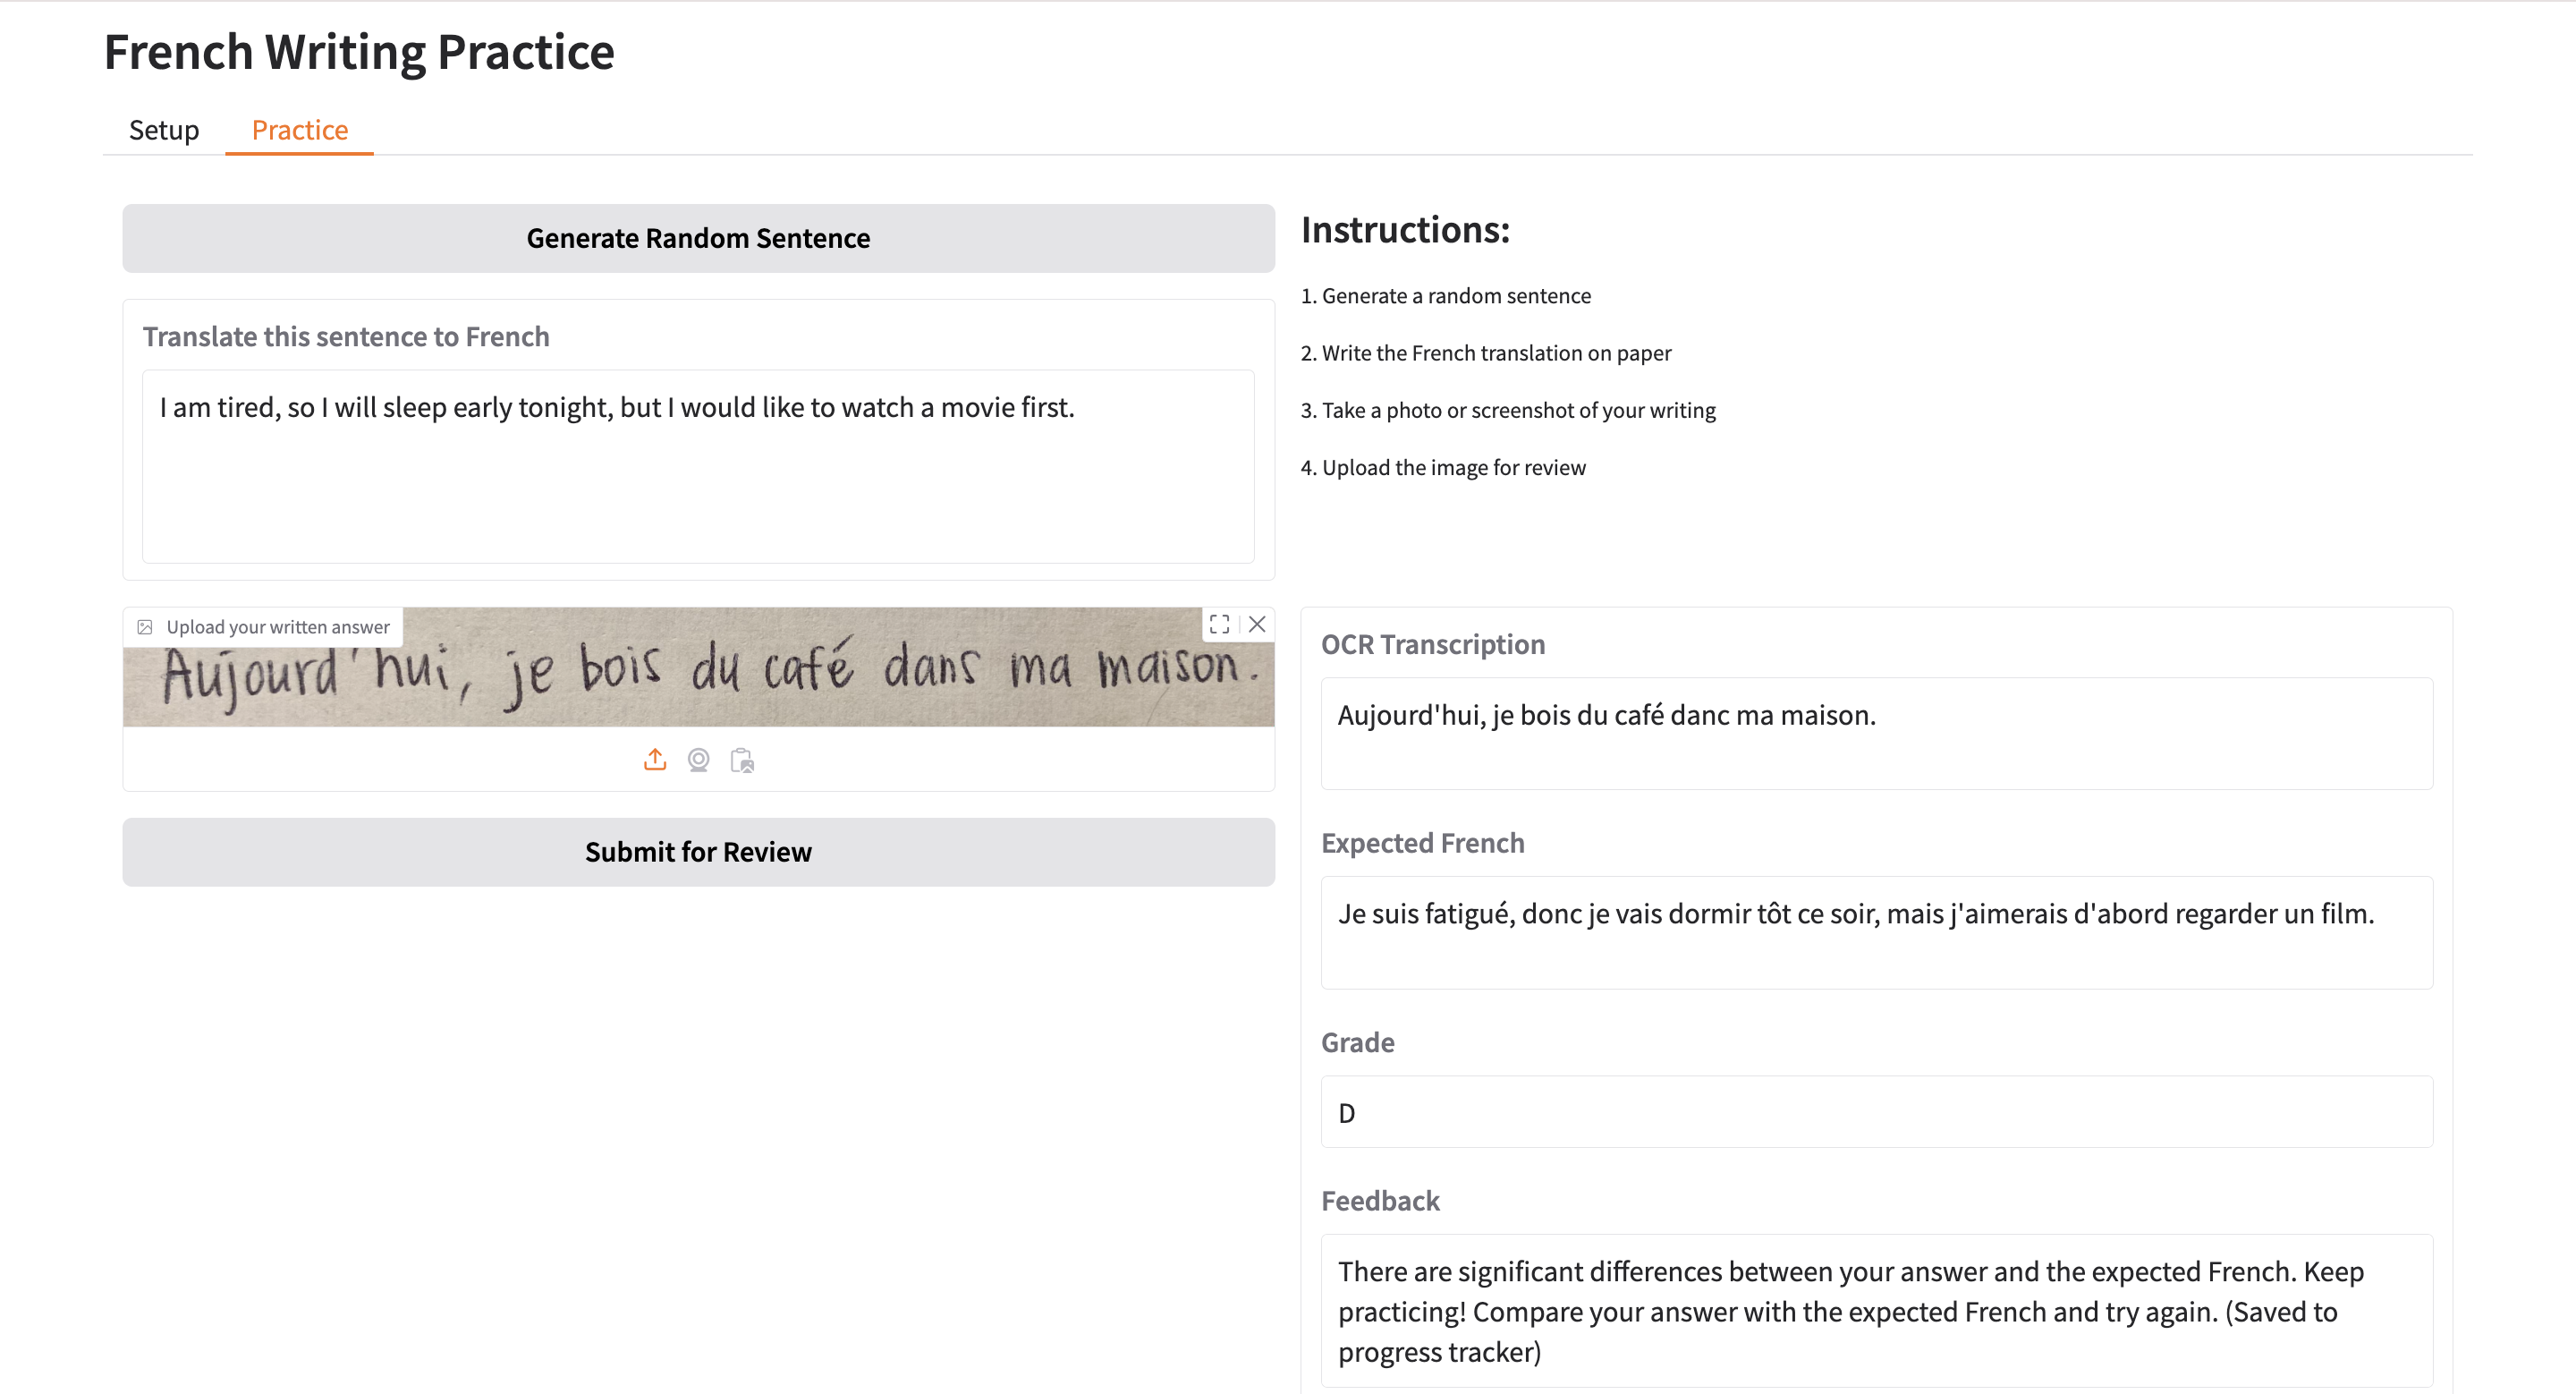 French Writing Practice
Setup
Practice
Generate Random Sentence
Translate this sentence to French
I am tired, so I will sleep early tonight, but I would like to watch a movie first.
Upload your written answer
Aujourd'hui, je bois du café dans ma maison.
Submit for Review
Instructions:
1. Generate a random sentence
2. Write the French translation on paper
3. Take a photo or screenshot of your writing
4. Upload the image for review
OCR Transcription
Aujourd'hui, je bois du café danc ma maison.
Expected French
Je suis fatigué, donc je vais dormir tôt ce soir, mais j'aimerais d'abord regarder un film.
Grade
D
Feedback
There are significant differences between your answer and the expected French. Keep
practicing! Compare your answer with the expected French and try again. (Saved to
progress tracker)